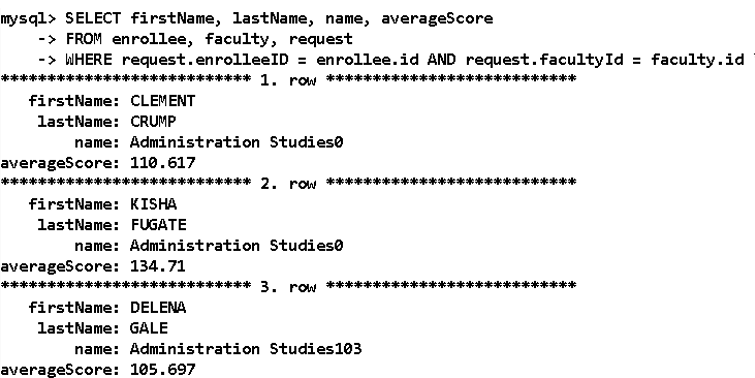 mysql> SELECT firstName, lastName, name, averageScore
    -> FROM enrollee, faculty, request
    -> WHERE request.enrolleeID = enrollee.id AND request.facultyId = faculty.id
*************************** 1. row ***************************
   firstName: CLEMENT
    lastName: CRUMP
        name: Administration Studies0
averageScore: 110.617
*************************** 2. row ***************************
   firstName: KISHA
    lastName: FUGATE
        name: Administration Studies0
averageScore: 134.71
*************************** 3. row ***************************
   firstName: DELENA
    lastName: GALE
        name: Administration Studies103
averageScore: 105.697